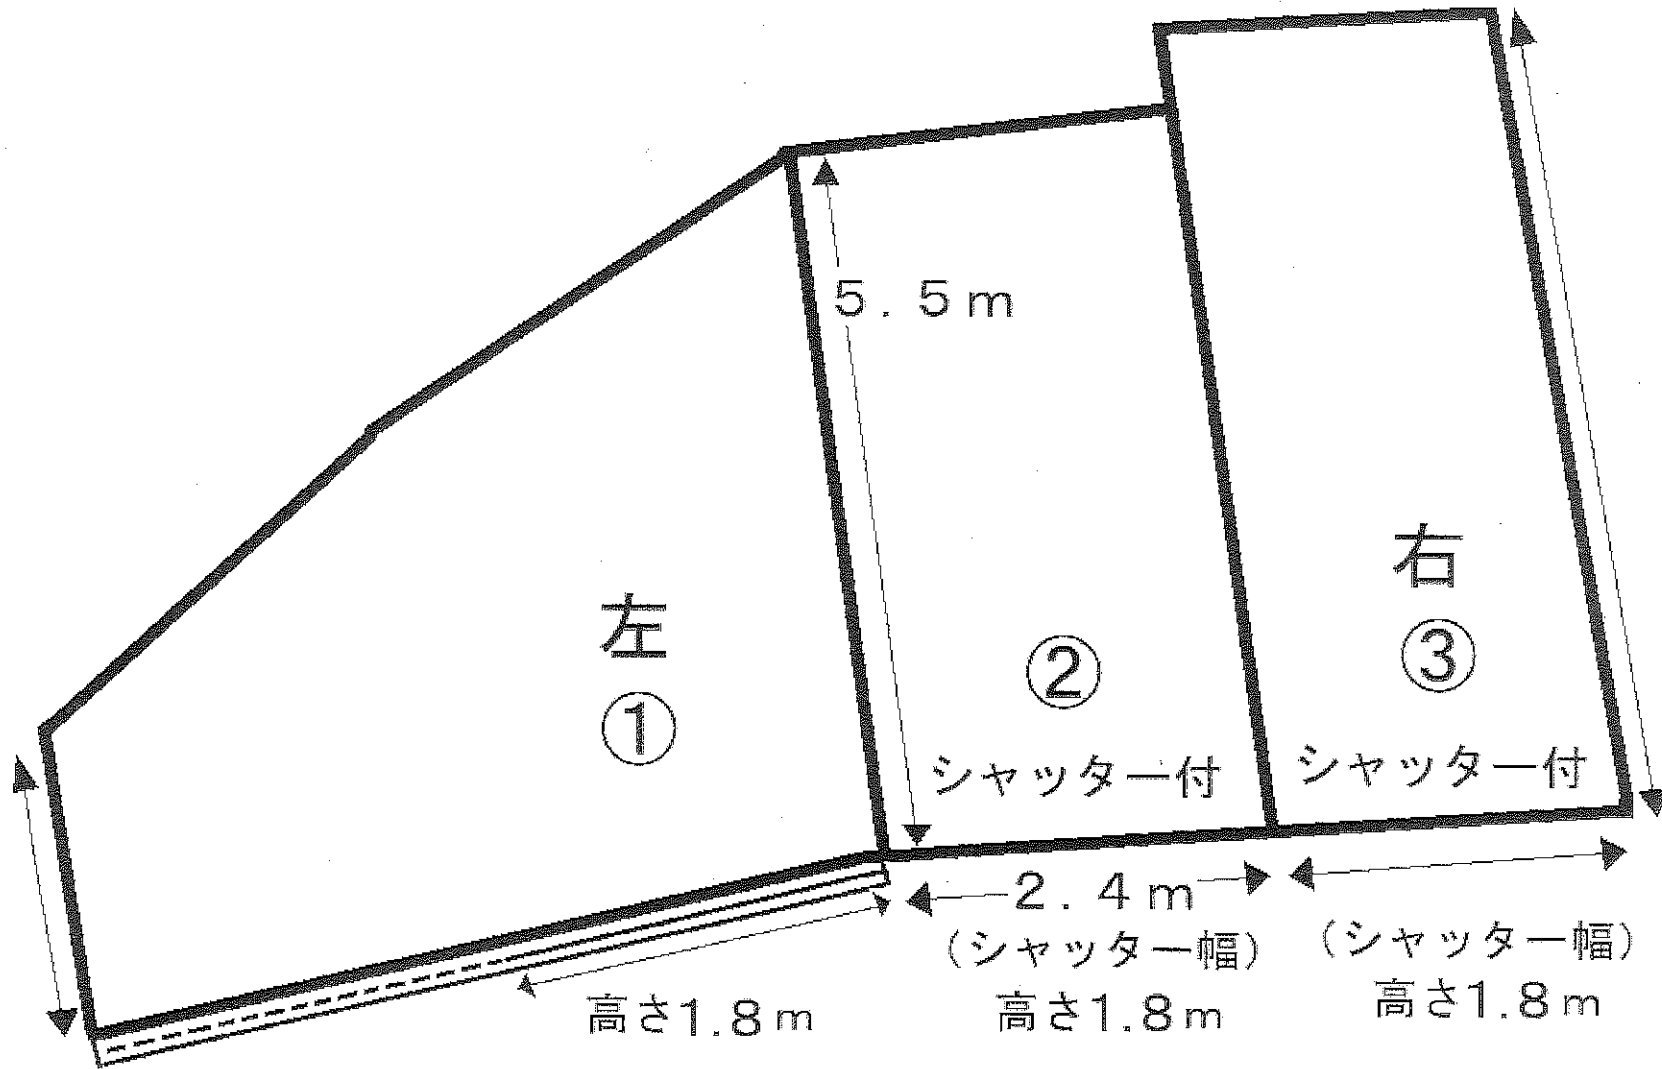 5.5m
右
③
左
①
②
シャッター付
シャッター付
2.4m
(シャッター幅)
高さ1.8m
(シャッター幅)
高さ1.8m
高さ1.8m